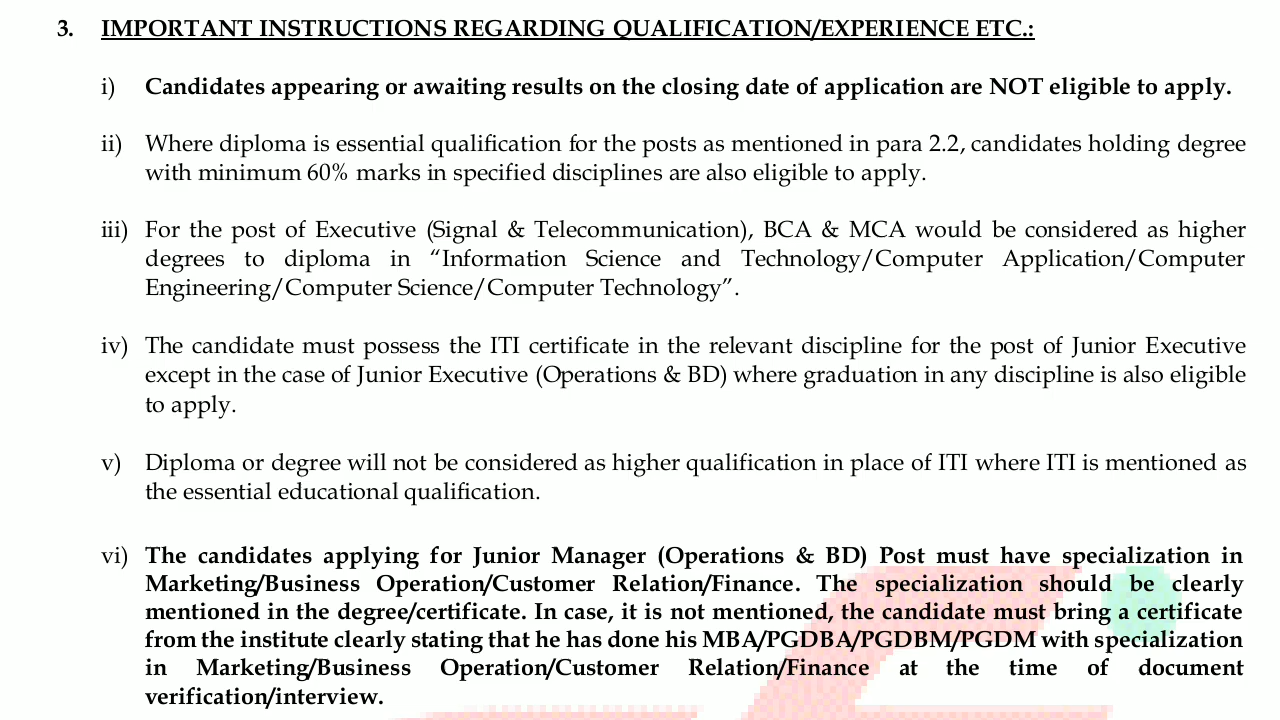 3. IMPORTANT INSTRUCTIONS REGARDING QUALIFICATION/EXPERIENCE ETC.:
i) Candidates appearing or awaiting results on the closing date of application are NOT eligible to apply.
ii) Where diploma is essential qualification for the posts as mentioned in para 2.2, candidates holding degree
with minimum 60% marks in specified disciplines are also eligible to apply.
iii) For the post of Executive (Signal & Telecommunication), BCA & MCA would be considered as higher
degrees to diploma in “Information Science and Technology/Computer Application/Computer
Engineering/Computer Science/Computer Technology”.
iv) The candidate must possess the ITI certificate in the relevant discipline for the post of Junior Executive
except in the case of Junior Executive (Operations & BD) where graduation in any discipline is also eligible
to apply.
v) Diploma or degree will not be considered as higher qualification in place of ITI where ITI is mentioned as
the essential educational qualification.
vi) The candidates applying for Junior Manager (Operations & BD) Post must have specialization in
Marketing/Business Operation/Customer Relation/Finance. The specialization should be clearly
mentioned in the degree/certificate. In case, it is not mentioned, the candidate must bring a certificate
from the institute clearly stating that he has done his MBA/PGDBA/PGDBM/PGDM with specialization
in Marketing/Business Operation/Customer Relation/Finance at the time of document
verification/interview.